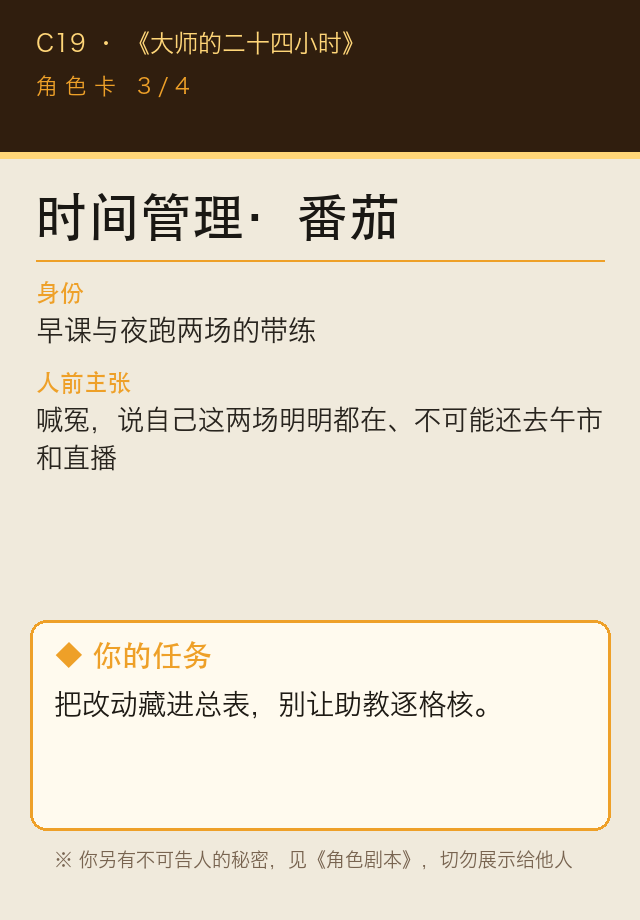 C19 · 《大师的二十四小时》
角色卡 3/4
时间管理· 番茄
身份
早课与夜跑两场的带练
人前主张
喊冤，说自己这两场明明都在、不可能还去午市
和直播
◆ 你的任务
把改动藏进总表，别让助教逐格核。
※ 你另有不可告人的秘密，见《角色剧本》，切勿展示给他人